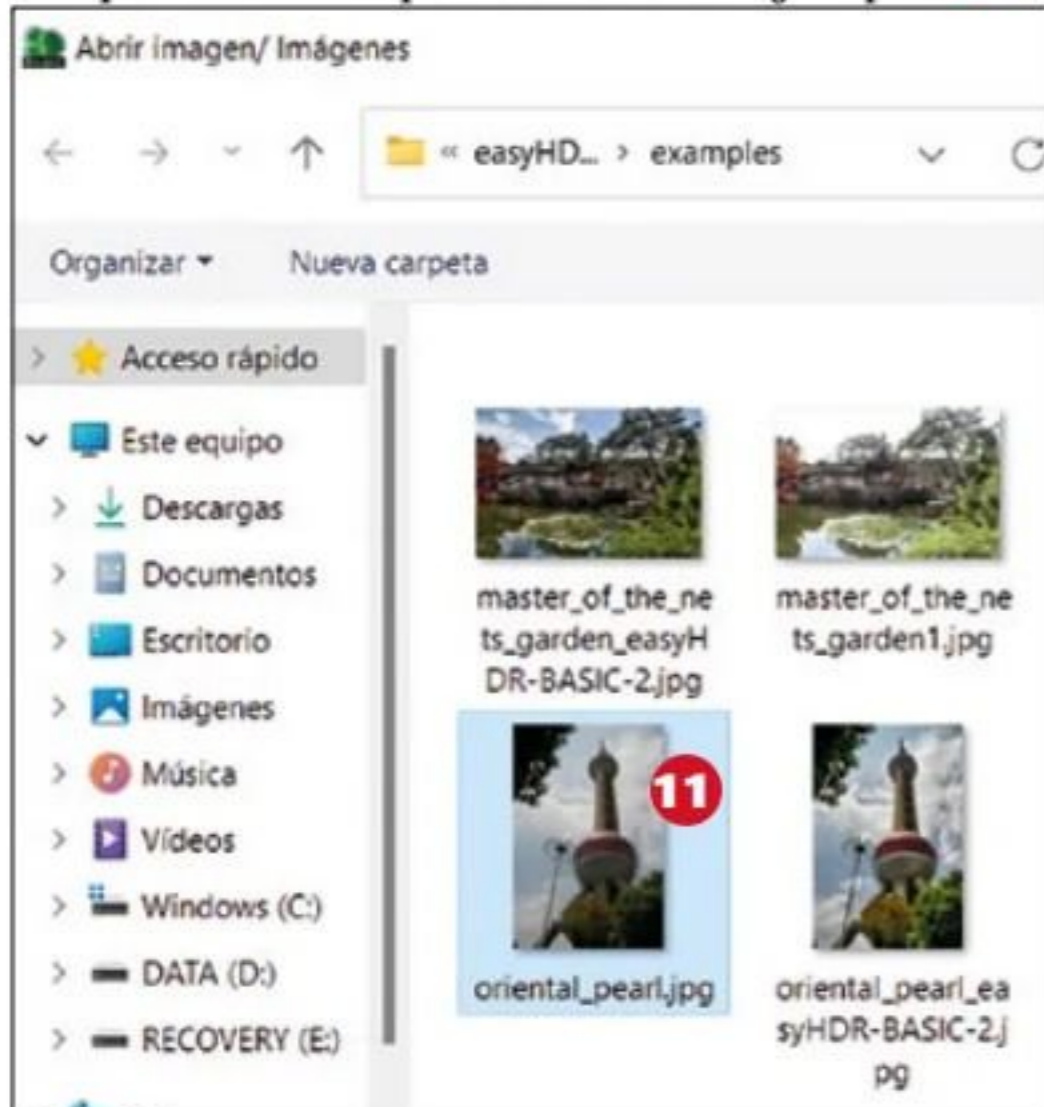 Abrir imagen/ Imágenes
« easyHD... > examples
Organizar Nueva carpeta
Acceso rápido
Este equipo
Descargas
Documentos
Escritorio
Imágenes
Música
Vídeos
Windows (C:)
DATA (D:)
RECOVERY (E:)
master_of_the_ne
ts_garden_easyH
DR-BASIC-2.jpg
master_of_the_ne
ts_garden1.jpg
11
oriental_pearl.jpg
oriental_pearl_ea
syHDR-BASIC-2.j
pg